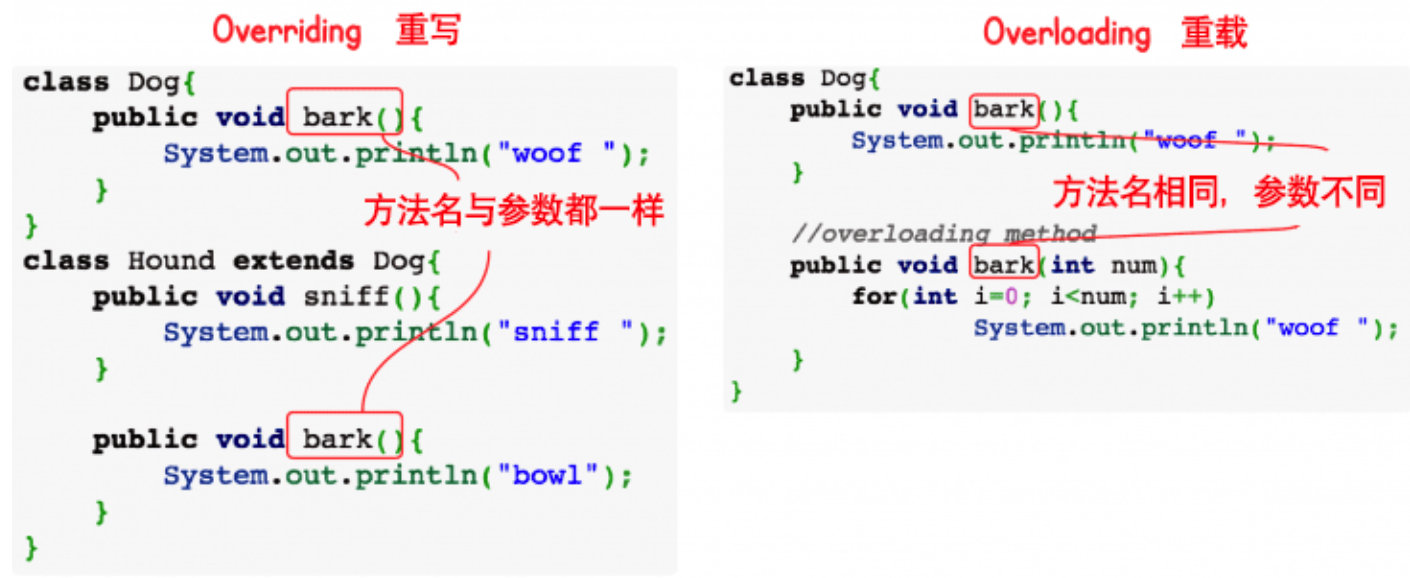 Overriding 重写
class Dog{
    public void bark(){
        System.out.println("woof ");
    }
}
方法名与参数都一样
class Hound extends Dog{
    public void sniff(){
        System.out.println("sniff ");
    }
    public void bark(){
        System.out.println("bowl");
    }
}
Overloading 重载
class Dog{
    public void bark(){
        System.out.println("woof ");
    }
方法名相同, 参数不同
    //overloading method
    public void bark(int num){
        for(int i=0; i<num; i++)
            System.out.println("woof ");
    }
}